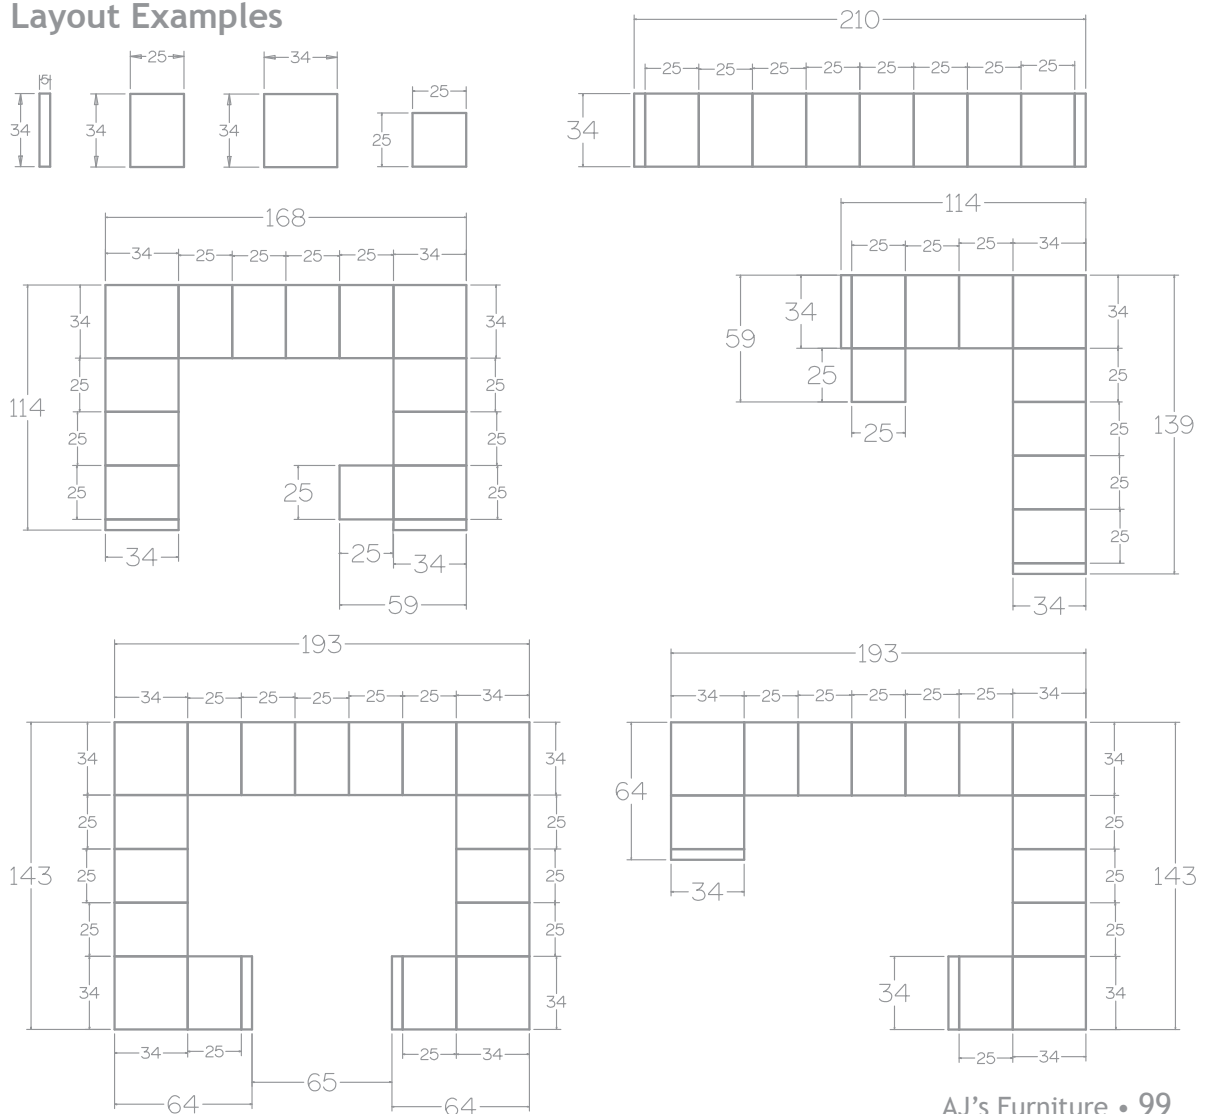 Layout Examples
210
25 34
5 25
25 25 25 25 25 25 25 25
34 34 34 25 34
168 114
34 25 25 25 25 34 25 25 25 34
34 34 59 34 34
25 25 25 25
114 25 25 25 25 139
25 25 25 25
25
34 25 34 34
59
193 193
34 25 25 25 25 25 34 34 25 25 25 25 25 34
34 34 64 34
25 25 25
143 25 25 34 25 143
25 25 25
34 34 34 34
34 25 25 34 25 34
64 65 64
AJ's Furniture • 99